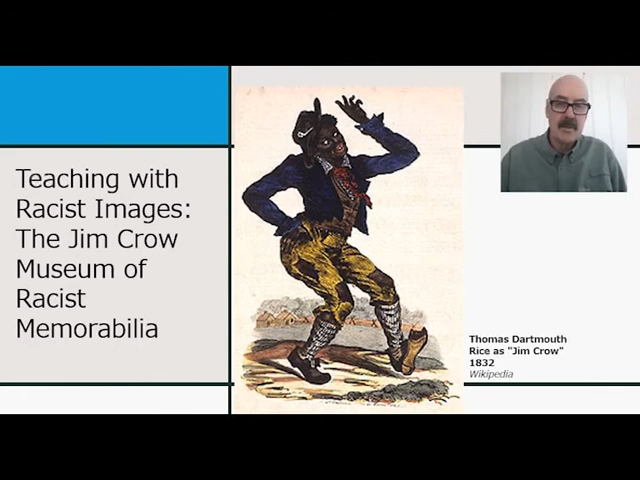 Teaching with
Racist Images:
The Jim Crow
Museum of
Racist
Memorabilia
Thomas Dartmouth
Rice as "Jim Crow"
1832
Wikipedia